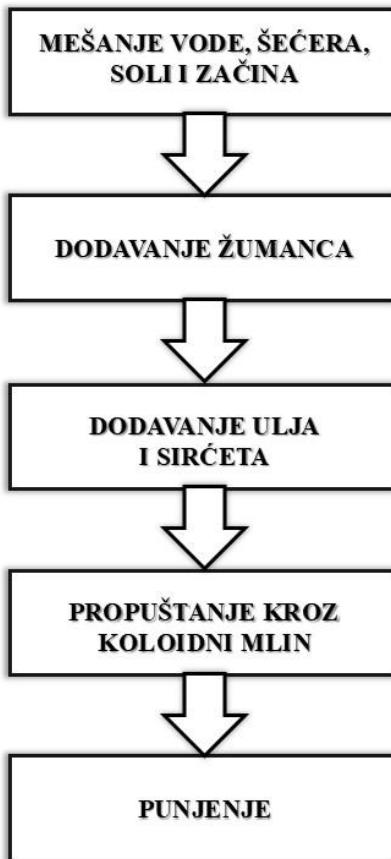 MEŠANJE VODE, ŠEĆERA,
SOLI I ZAČINA
DODAVANJE ŽUMANCA
DODAVANJE ULJA
I SIRĆETA
PROPUŠTANJE KROZ
KOLOIDNI MLIN
PUNJENJE